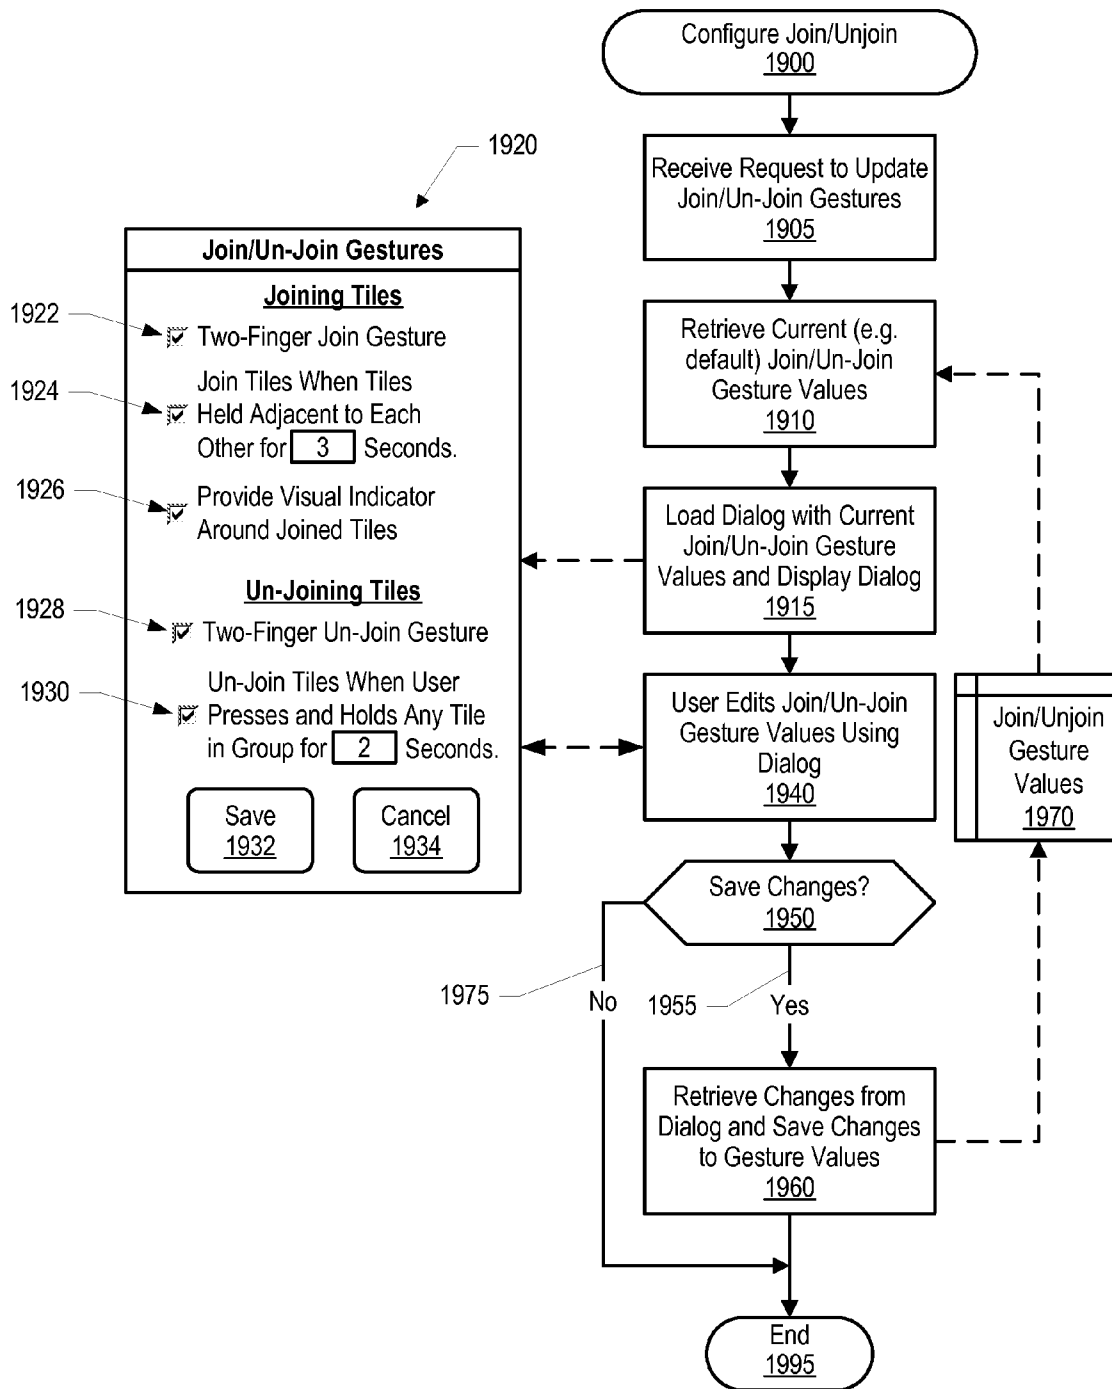 Configure Join/Unjoin
1900
Receive Request to Update
Join/Un-Join Gestures
1905
Retrieve Current (e.g.
default) Join/Un-Join
Gesture Values
1910
Load Dialog with Current
Join/Un-Join Gesture
Values and Display Dialog
1915
1920
Join/Un-Join Gestures
Joining Tiles
1922
Two-Finger Join Gesture
1924
Join Tiles When Tiles
Held Adjacent to Each
Other for 3 Seconds.
1926
Provide Visual Indicator
Around Joined Tiles
Un-Joining Tiles
1928
Two-Finger Un-Join Gesture
1930
Un-Join Tiles When User
Presses and Holds Any Tile
in Group for 2 Seconds.
Save
1932
Cancel
1934
User Edits Join/Un-Join
Gesture Values Using
Dialog
1940
Join/Unjoin
Gesture
Values
1970
Save Changes?
1950
1975
No
1955
Yes
Retrieve Changes from
Dialog and Save Changes
to Gesture Values
1960
End
1995